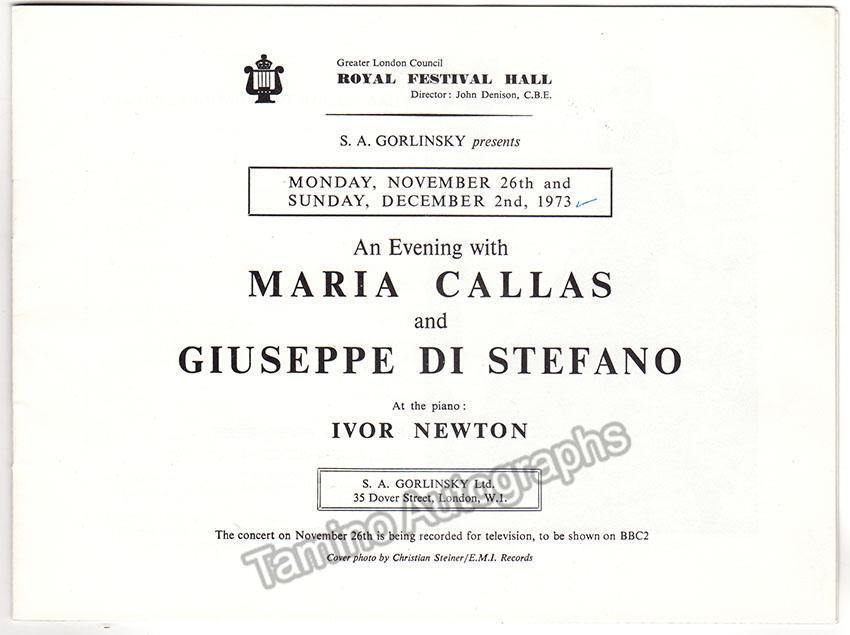 Greater London Council
ROYAL FESTIVAL HALL
Director: John Denison, C.B.E.
S. A. GORLINSKY presents
MONDAY, NOVEMBER 26th and
SUNDAY, DECEMBER 2nd, 1973
An Evening with
MARIA CALLAS
and
GIUSEPPE DI STEFANO
At the piano:
IVOR NEWTON
S. A. GORLINSKY Ltd.
35 Dover Street, London, W.1.
The concert on November 26th is being recorded for television, to be shown on BBC2
Cover photo by Christian Steiner/E.M.I. Records
Tamino Autographs